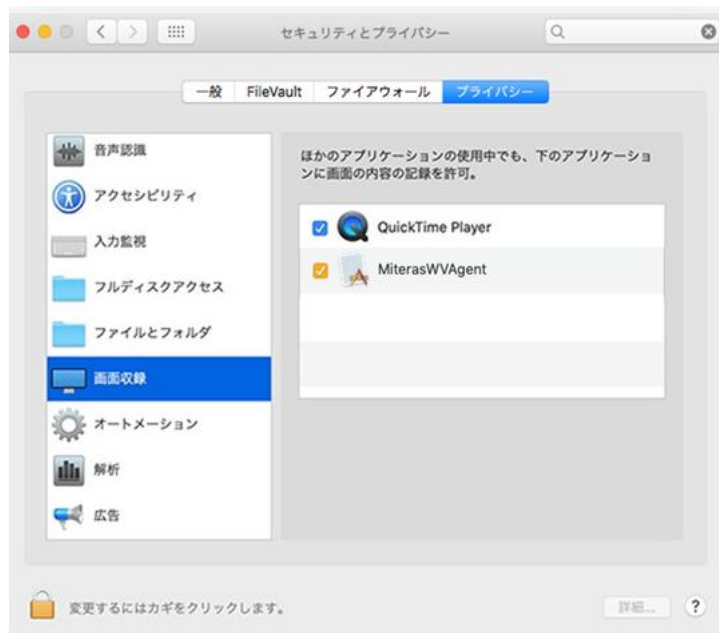 セキュリティとプライバシー
一般 FileVault ファイアウォール プライバシー
音声認識
アクセシビリティ
入力監視
フルディスクアクセス
ファイルとフォルダ
画面収録
オートメーション
解析
広告
ほかのアプリケーションの使用中でも、下のアプリケーショ
ンに画面の内容の記録を許可。
QuickTime Player
MiterasWVAgent
変更するにはカギをクリックします。
詳細...
?